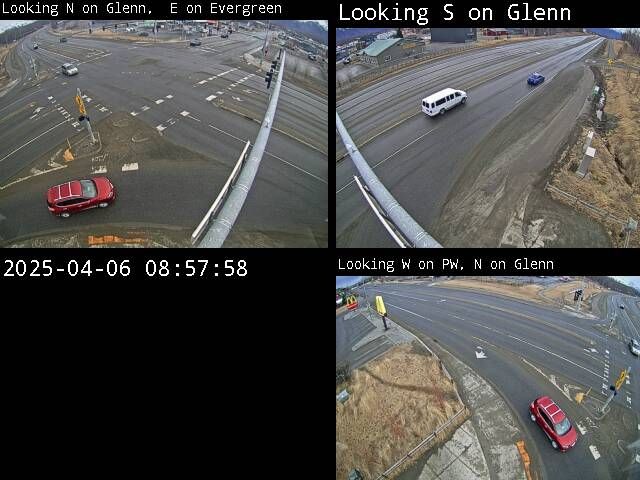 Looking N on Glenn,  E on Evergreen
Looking S on Glenn
2025-04-06 08:57:58
Looking W on PW, N on Glenn